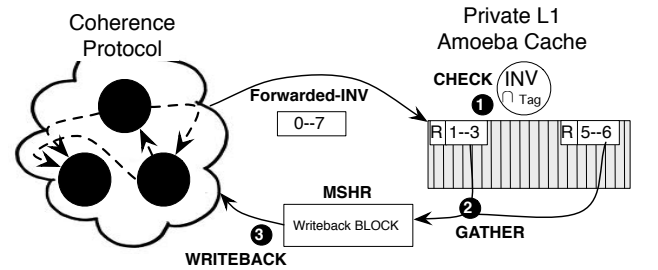 Coherence
Protocol
Private L1
Amoeba Cache
CHECK
1
INV
∩ Tag
Forwarded-INV
0--7
R 1--3
R 5--6
MSHR
Writeback BLOCK
2
GATHER
3
WRITEBACK